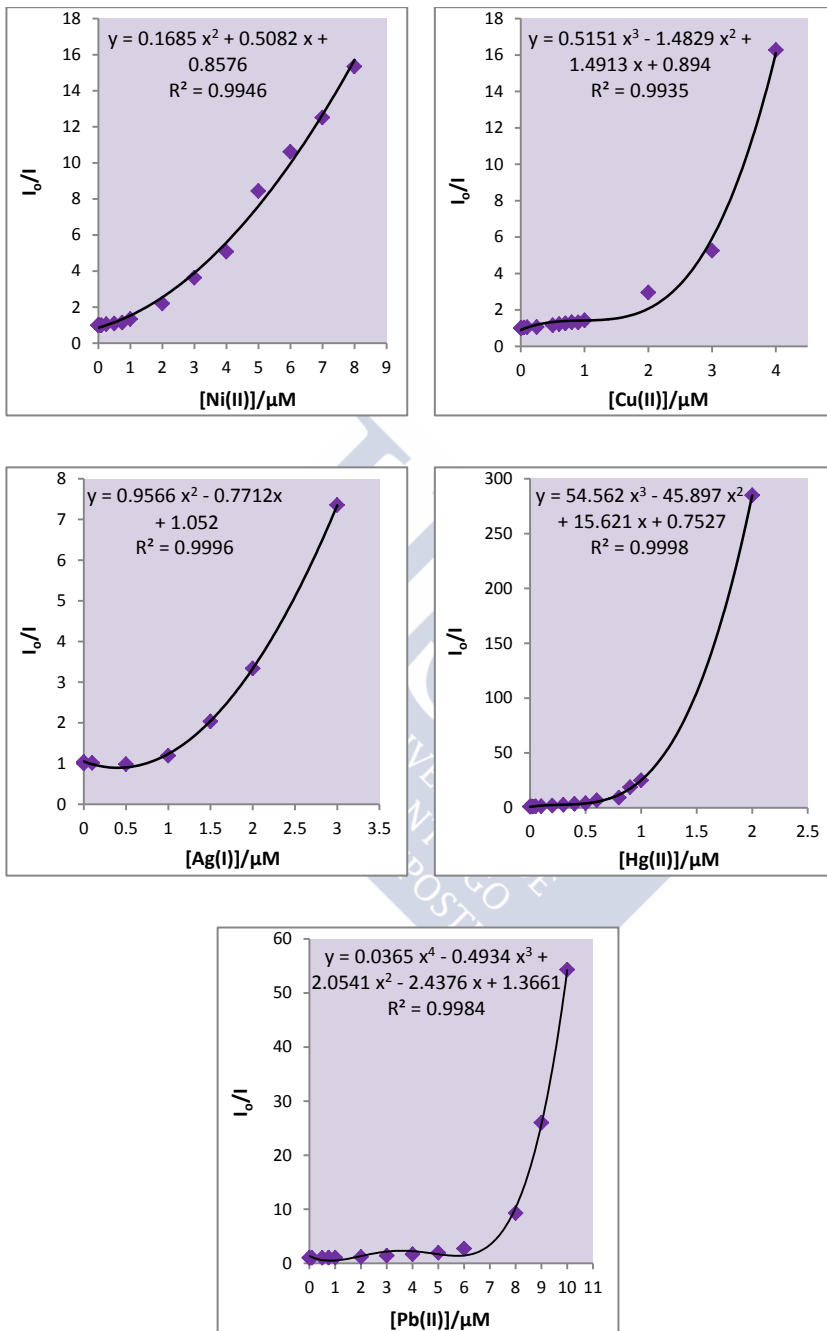 y = 0.1685 x² + 0.5082 x +
0.8576
R² = 0.9946
18
16
14
12
10
8
6
4
2
0
Iₒ/I
0 1 2 3 4 5 6 7 8 9
[Ni(II)]/µM
y = 0.5151 x³ - 1.4829 x² +
1.4913 x + 0.894
R² = 0.9935
18
16
14
12
10
8
6
4
2
0
Iₒ/I
0 1 2 3 4
[Cu(II)]/µM
y = 0.9566 x² - 0.7712x
+ 1.052
R² = 0.9996
8
7
6
5
4
3
2
1
0
Iₒ/I
0 0.5 1 1.5 2 2.5 3 3.5
[Ag(I)]/µM
y = 54.562 x³ - 45.897 x²
+ 15.621 x + 0.7527
R² = 0.9998
300
250
200
150
100
50
0
Iₒ/I
0 0.5 1 1.5 2 2.5
[Hg(II)]/µM
y = 0.0365 x⁴ - 0.4934 x³ +
2.0541 x² - 2.4376 x + 1.3661
R² = 0.9984
60
50
40
30
20
10
0
Iₒ/I
0 1 2 3 4 5 6 7 8 9 10 11
[Pb(II)]/µM